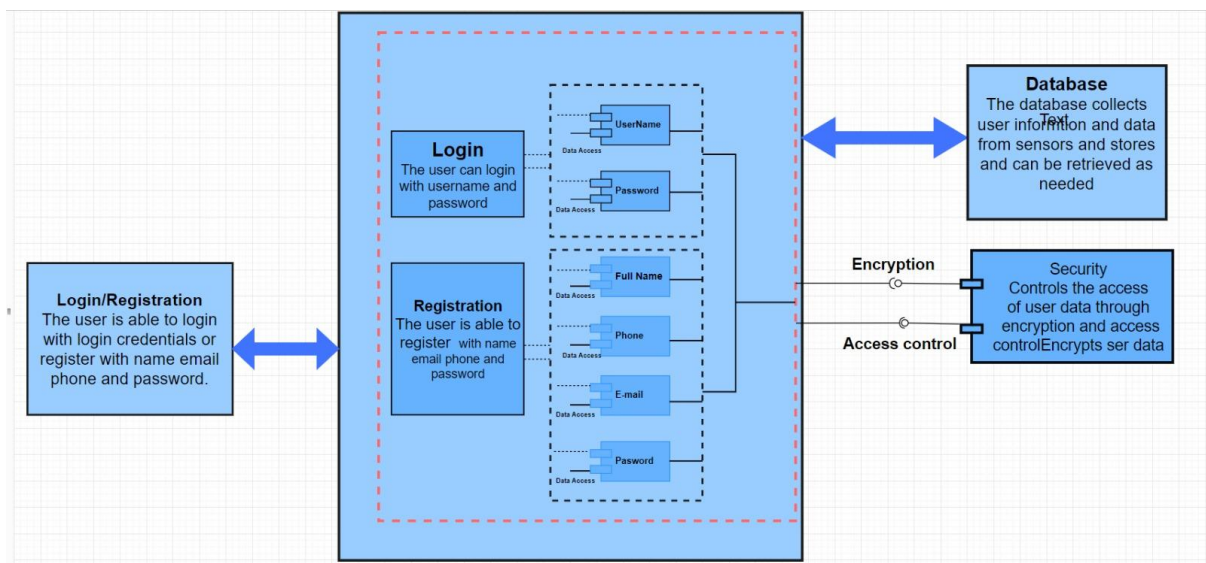 Login/Registration
The user is able to login
with login credentials or
register with name email
phone and password.
Login
The user can login
with username and
password
UserName
Data Access
Password
Data Access
Registration
The user is able to
register with name
email phone and
password
Full Name
Data Access
Phone
Data Access
E-mail
Data Access
Pasword
Data Access
Database
The database collects
Text
user informtion and data
from sensors and stores
and can be retrieved as
needed
Encryption
Access control
Security
Controls the access
of user data through
encryption and access
controlEncrypts ser data